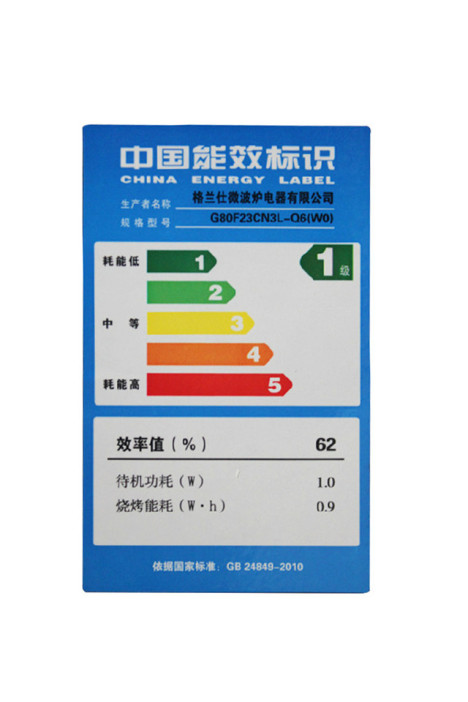 中国能效标识
CHINA ENERGY LABEL
生产者名称 格兰仕微波炉电器有限公司
规格型号 G80F23CN3L-Q6(W0)
耗能低 1 1级
2
中等 3
4
耗能高 5
效率值(%) 62
待机功耗(W) 1.0
烧烤能耗(W·h) 0.9
依据国家标准: GB 24849-2010